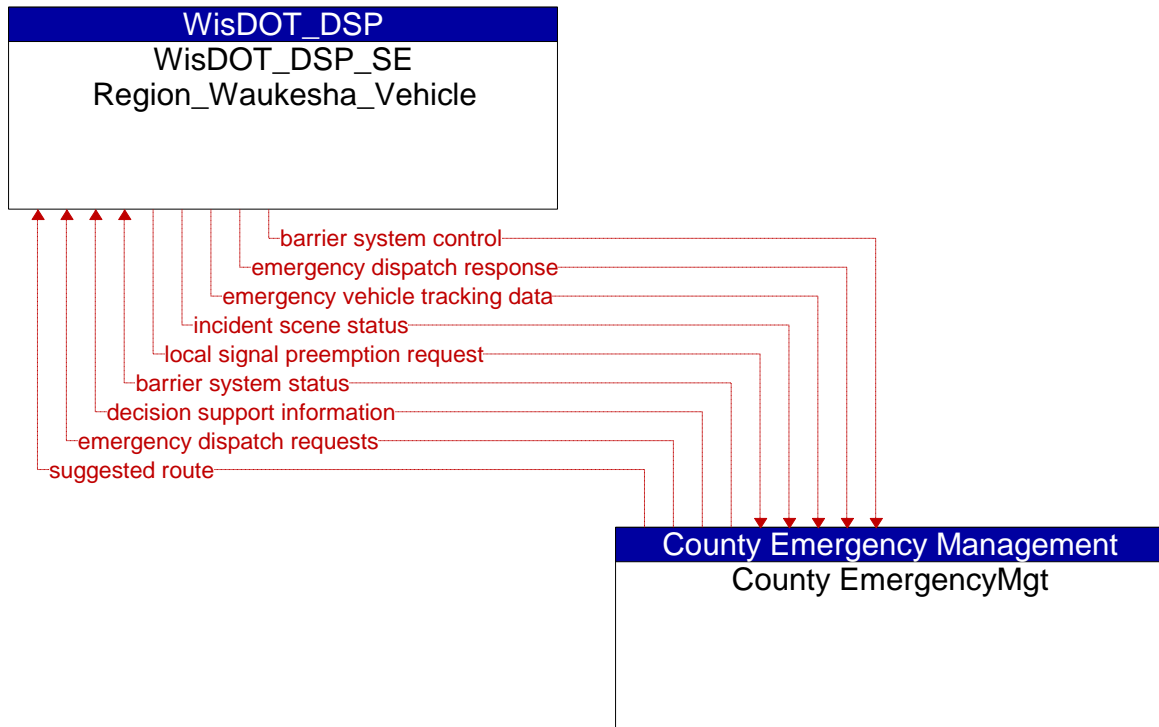 WisDOT_DSP
WisDOT_DSP_SE
Region_Waukesha_Vehicle
barrier system control
emergency dispatch response
emergency vehicle tracking data
incident scene status
local signal preemption request
barrier system status
decision support information
emergency dispatch requests
suggested route
County Emergency Management
County EmergencyMgt